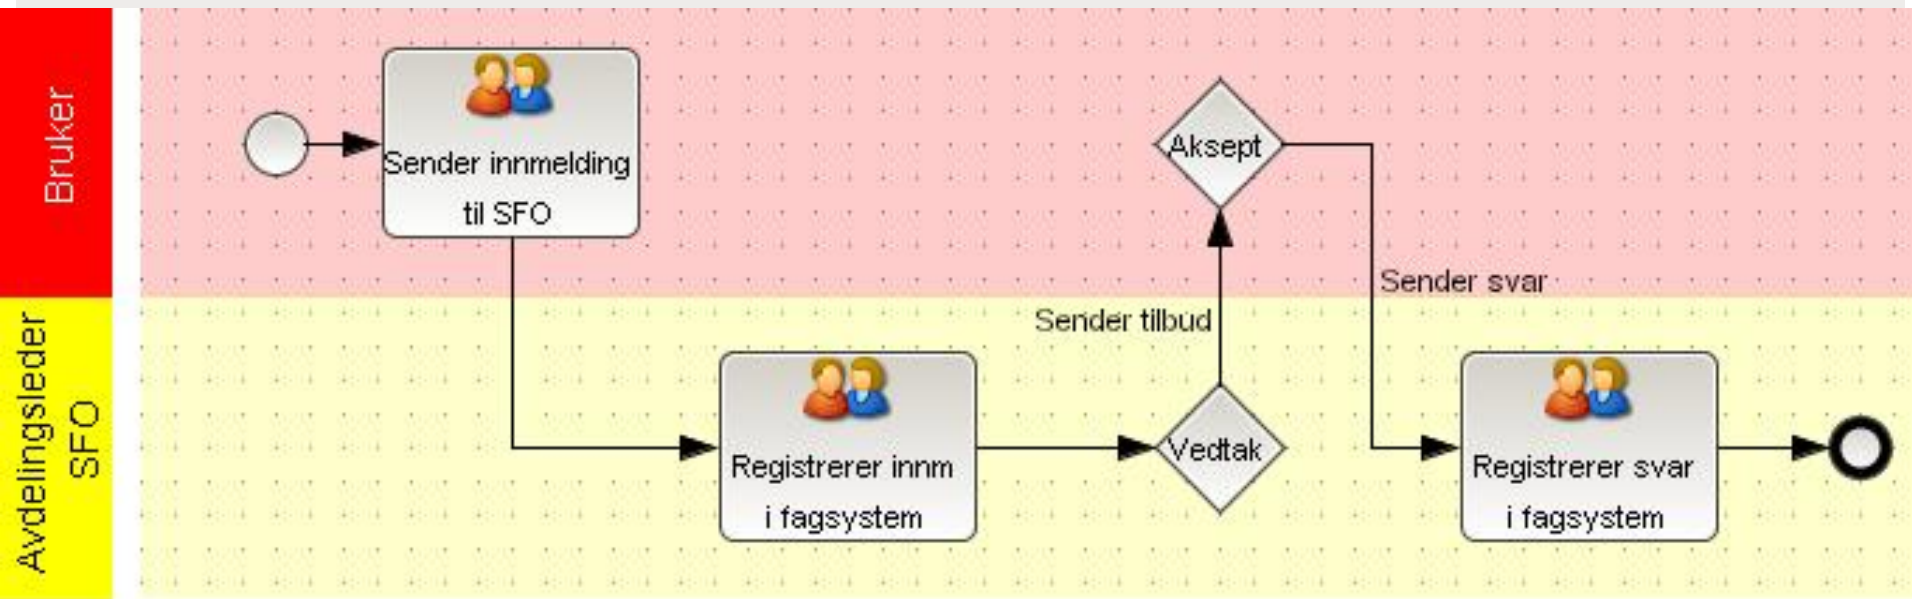 Bruker
Sender innmelding
til SFO
Aksept
Sender svar
Avdelingsleder
SFO
Sender tilbud
Registrerer innm
i fagsystem
Vedtak
Registrerer svar
i fagsystem